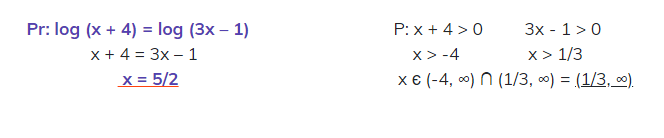 Pr: log (x + 4) = log (3x – 1)
x + 4 = 3x – 1
x = 5/2
P: x + 4 > 0 3x - 1 > 0
x > -4 x > 1/3
x є (-4, ∞) ⋂ (1/3, ∞) = (1/3, ∞)